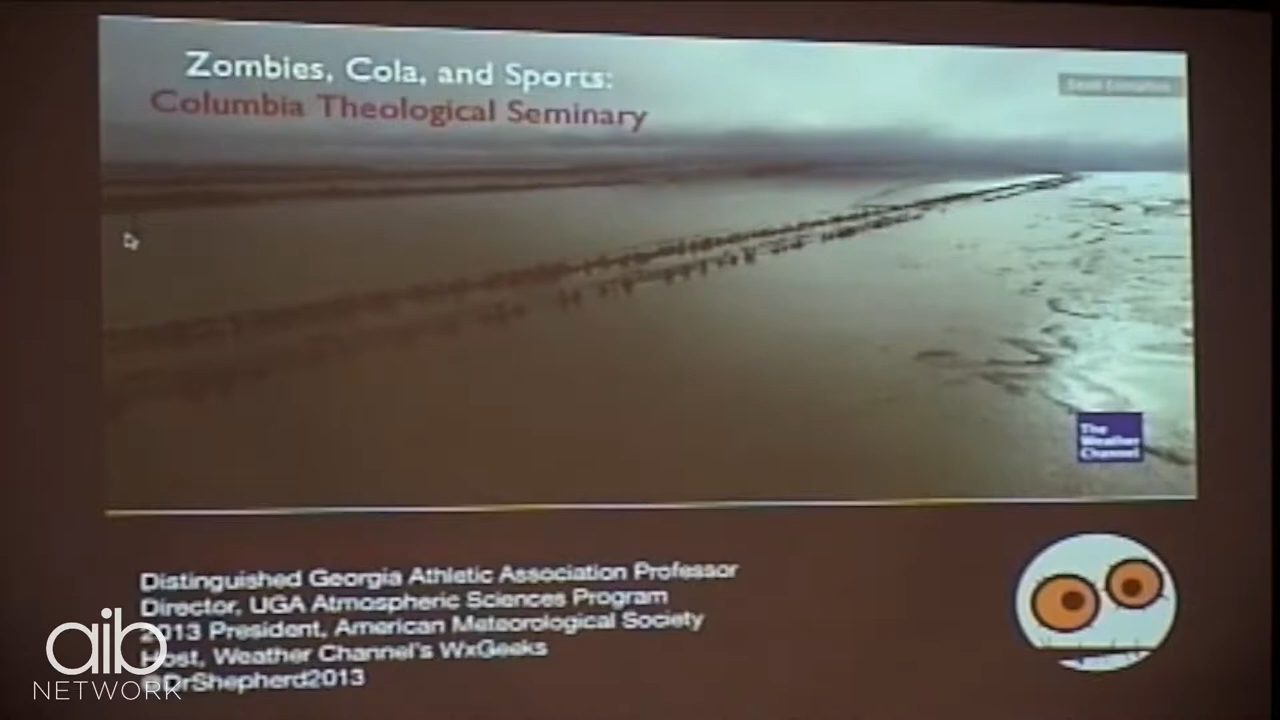 Zombies, Cola, and Sports:
Columbia Theological Seminary
The
Weather
Channel
Distinguished Georgia Athletic Association Professor
Director, UGA Atmospheric Sciences Program
2013 President, American Meteorological Society
Host, Weather Channel's WxGeeks
@DrShepherd2013
aib
NETWORK